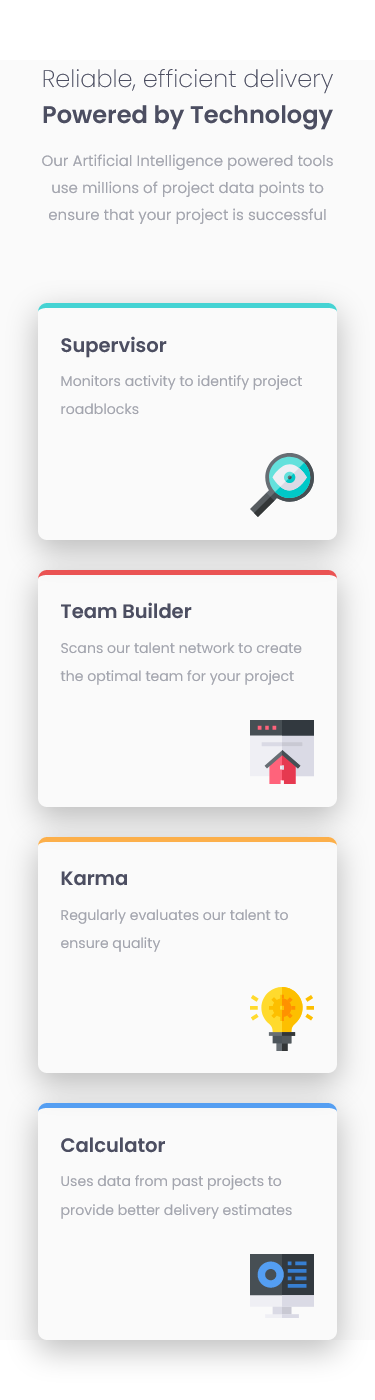 Reliable, efficient delivery
Powered by Technology
Our Artificial Intelligence powered tools
use millions of project data points to
ensure that your project is successful
Supervisor
Monitors activity to identify project
roadblocks
Team Builder
Scans our talent network to create
the optimal team for your project
Karma
Regularly evaluates our talent to
ensure quality
Calculator
Uses data from past projects to
provide better delivery estimates